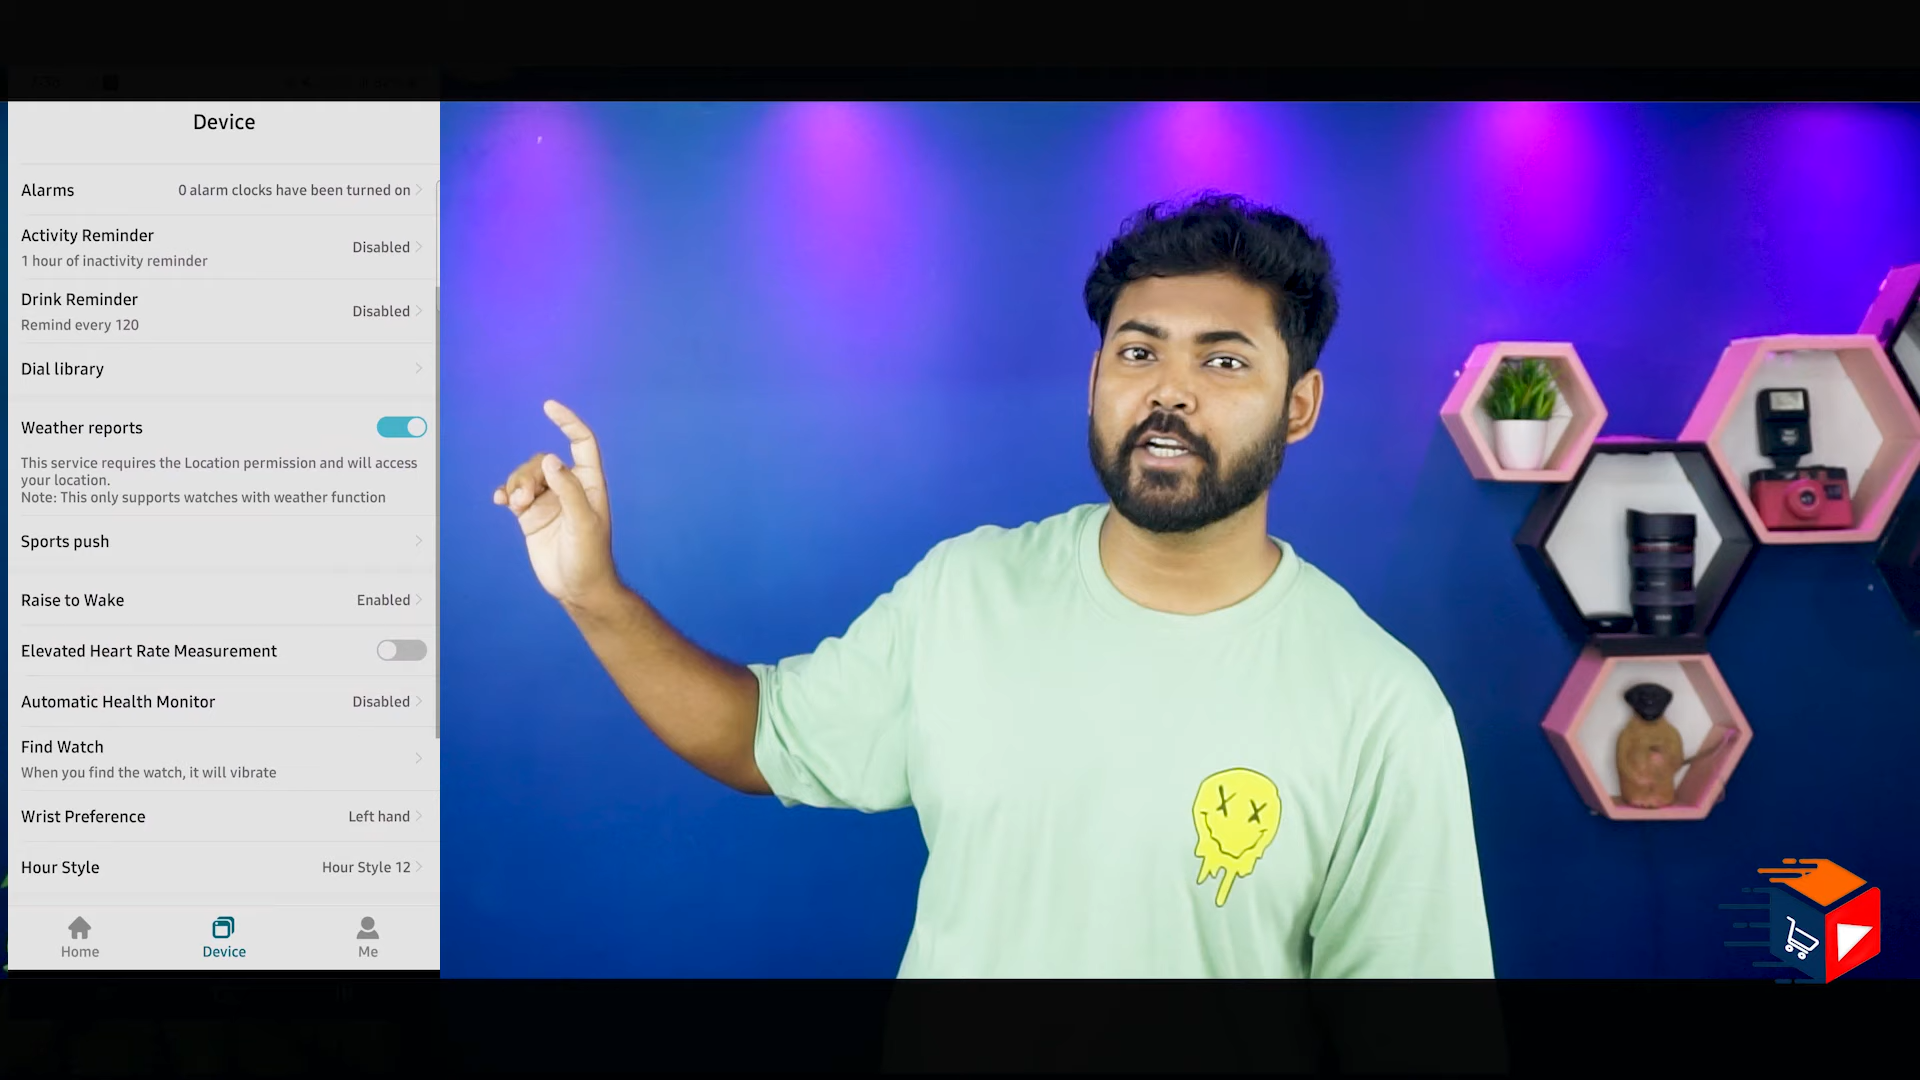 Device
Alarms 0 alarm clocks have been turned on
Activity Reminder
Disabled
1 hour of inactivity reminder
Drink Reminder
Disabled
Remind every 120
Dial library
Weather reports
This service requires the Location permission and will access
your location.
Note: This only supports watches with weather function
Sports push
Raise to Wake Enabled
Elevated Heart Rate Measurement
Automatic Health Monitor Disabled
Find Watch
When you find the watch, it will vibrate
Wrist Preference Left hand
Hour Style Hour Style 12
Home Device Me